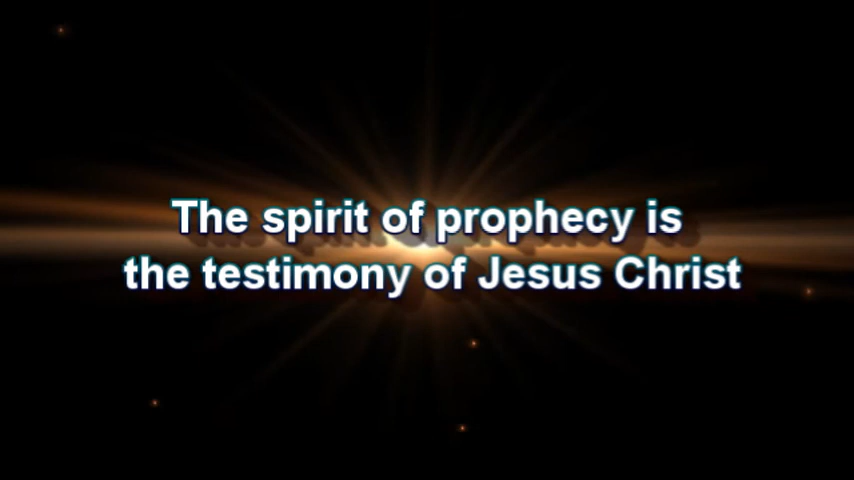 The spirit of prophecy is
the testimony of Jesus Christ